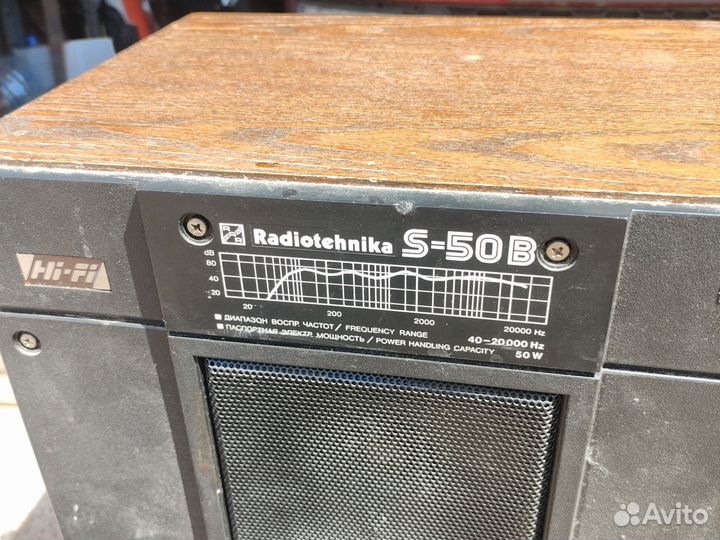 Radiotehnika S-50B
Hi-Fi
dB
80
40
20
20 200 2000 20000 Hz
ДИАПАЗОН ВОСПР. ЧАСТОТ / FREQUENCY RANGE 40-20000 Hz
ПАСПОРТНАЯ ЭЛЕКТР. МОЩНОСТЬ / POWER HANDLING CAPACITY 50 W
Avito